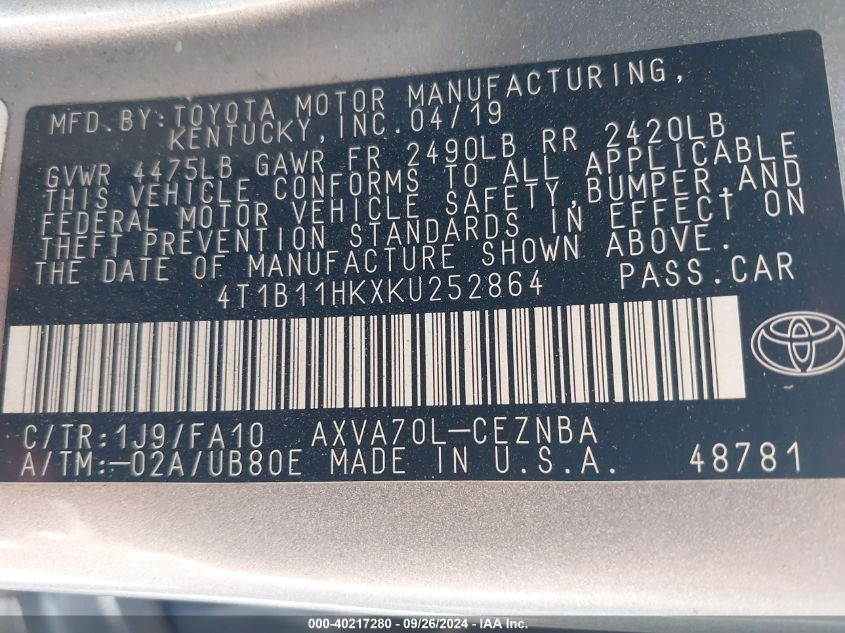 MFD. BY: TOYOTA MOTOR MANUFACTURING,
KENTUCKY, INC. 04/19
GVWR 4475LB GAWR FR 2490LB RR 2420LB
THIS VEHICLE CONFORMS TO ALL APPLICABLE
FEDERAL MOTOR VEHICLE SAFETY, BUMPER, AND
THEFT PREVENTION STANDARDS IN EFFECT ON
THE DATE OF MANUFACTURE SHOWN ABOVE.
4T1B11HKXKU252864 PASS. CAR
C/TR: 1J9/FA10 AXVA70L-CEZNBA
A/TM:-02A/UB80E MADE IN U.S.A. 48781
000-40217280 - 09/26/2024 - IAA Inc.